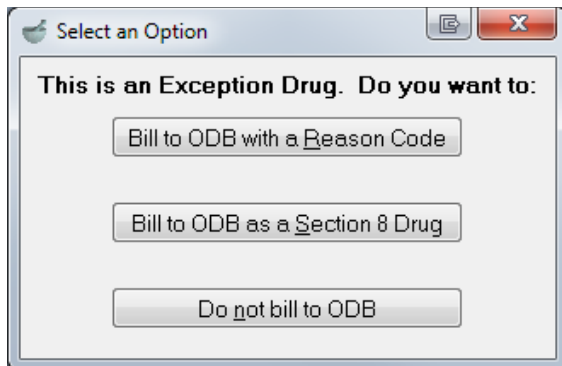 Select an Option
This is an Exception Drug. Do you want to:
Bill to ODB with a Reason Code
Bill to ODB as a Section 8 Drug
Do not bill to ODB